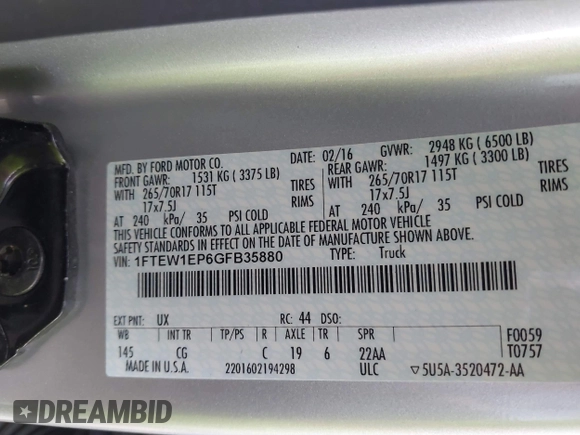 MFD. BY FORD MOTOR CO.
DATE: 02/16 GVWR: 2948 KG ( 6500 LB)
FRONT GAWR: 1531 KG ( 3375 LB)
REAR GAWR: 1497 KG ( 3300 LB)
WITH 265/70R17 115T TIRES
17x7.5J RIMS
AT 240 kPa/ 35 PSI COLD
WITH 265/70R17 115T TIRES
17x7.5J RIMS
AT 240 kPa/ 35 PSI COLD
THIS VEHICLE CONFORMS TO ALL APPLICABLE FEDERAL MOTOR VEHICLE
SAFETY STANDARDS IN EFFECT ON THE DATE OF MANUFACTURE SHOWN ABOVE.
VIN: 1FTEW1EP6GFB35880
TYPE: Truck
EXT PNT: UX RC: 44 DSO:
WB INT TR TP/PS R AXLE TR SPR
145 CG C 19 6 22AA
F0059
T0757
MADE IN U.S.A. 2201602194298 ULC ▽5U5A-3520472-AA
DREAMBID